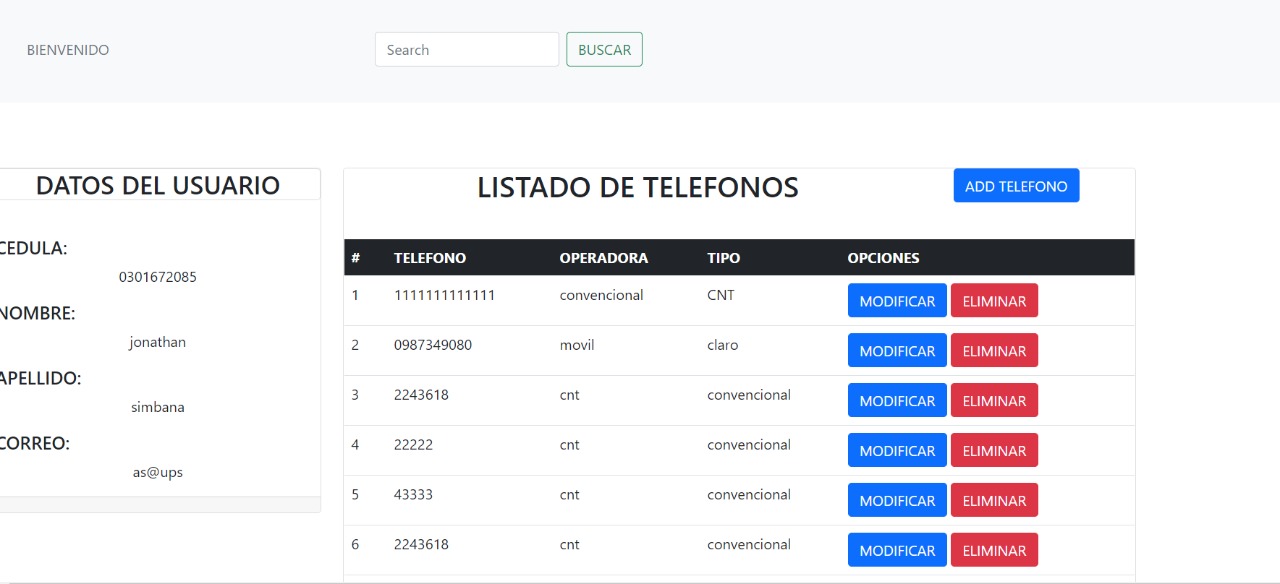 BIENVENIDO Search BUSCAR
DATOS DEL USUARIO
CEDULA:
0301672085
NOMBRE:
jonathan
APELLIDO:
simbana
CORREO:
as@ups
LISTADO DE TELEFONOS ADD TELEFONO
# TELEFONO OPERADORA TIPO OPCIONES
1 1111111111111 convencional CNT MODIFICAR ELIMINAR
2 0987349080 movil claro MODIFICAR ELIMINAR
3 2243618 cnt convencional MODIFICAR ELIMINAR
4 22222 cnt convencional MODIFICAR ELIMINAR
5 43333 cnt convencional MODIFICAR ELIMINAR
6 2243618 cnt convencional MODIFICAR ELIMINAR